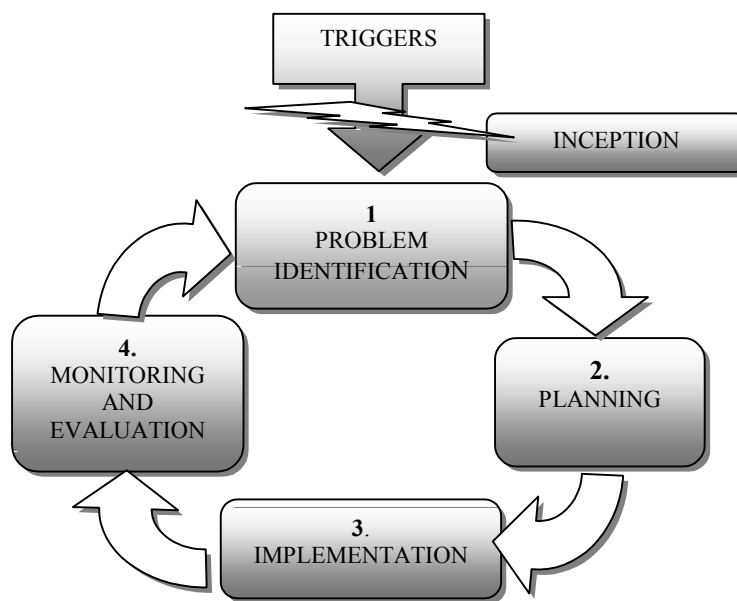 TRIGGERS
INCEPTION
1
PROBLEM
IDENTIFICATION
2.
PLANNING
3.
IMPLEMENTATION
4.
MONITORING
AND
EVALUATION